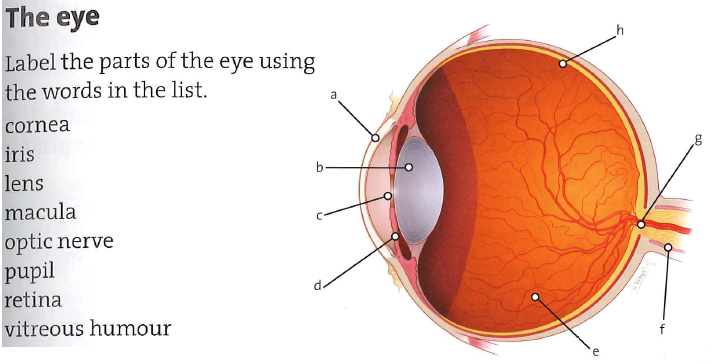 The eye
Label the parts of the eye using
the words in the list.
cornea
iris
lens
macula
optic nerve
pupil
retina
vitreous humour
a
b
c
d
e
f
g
h